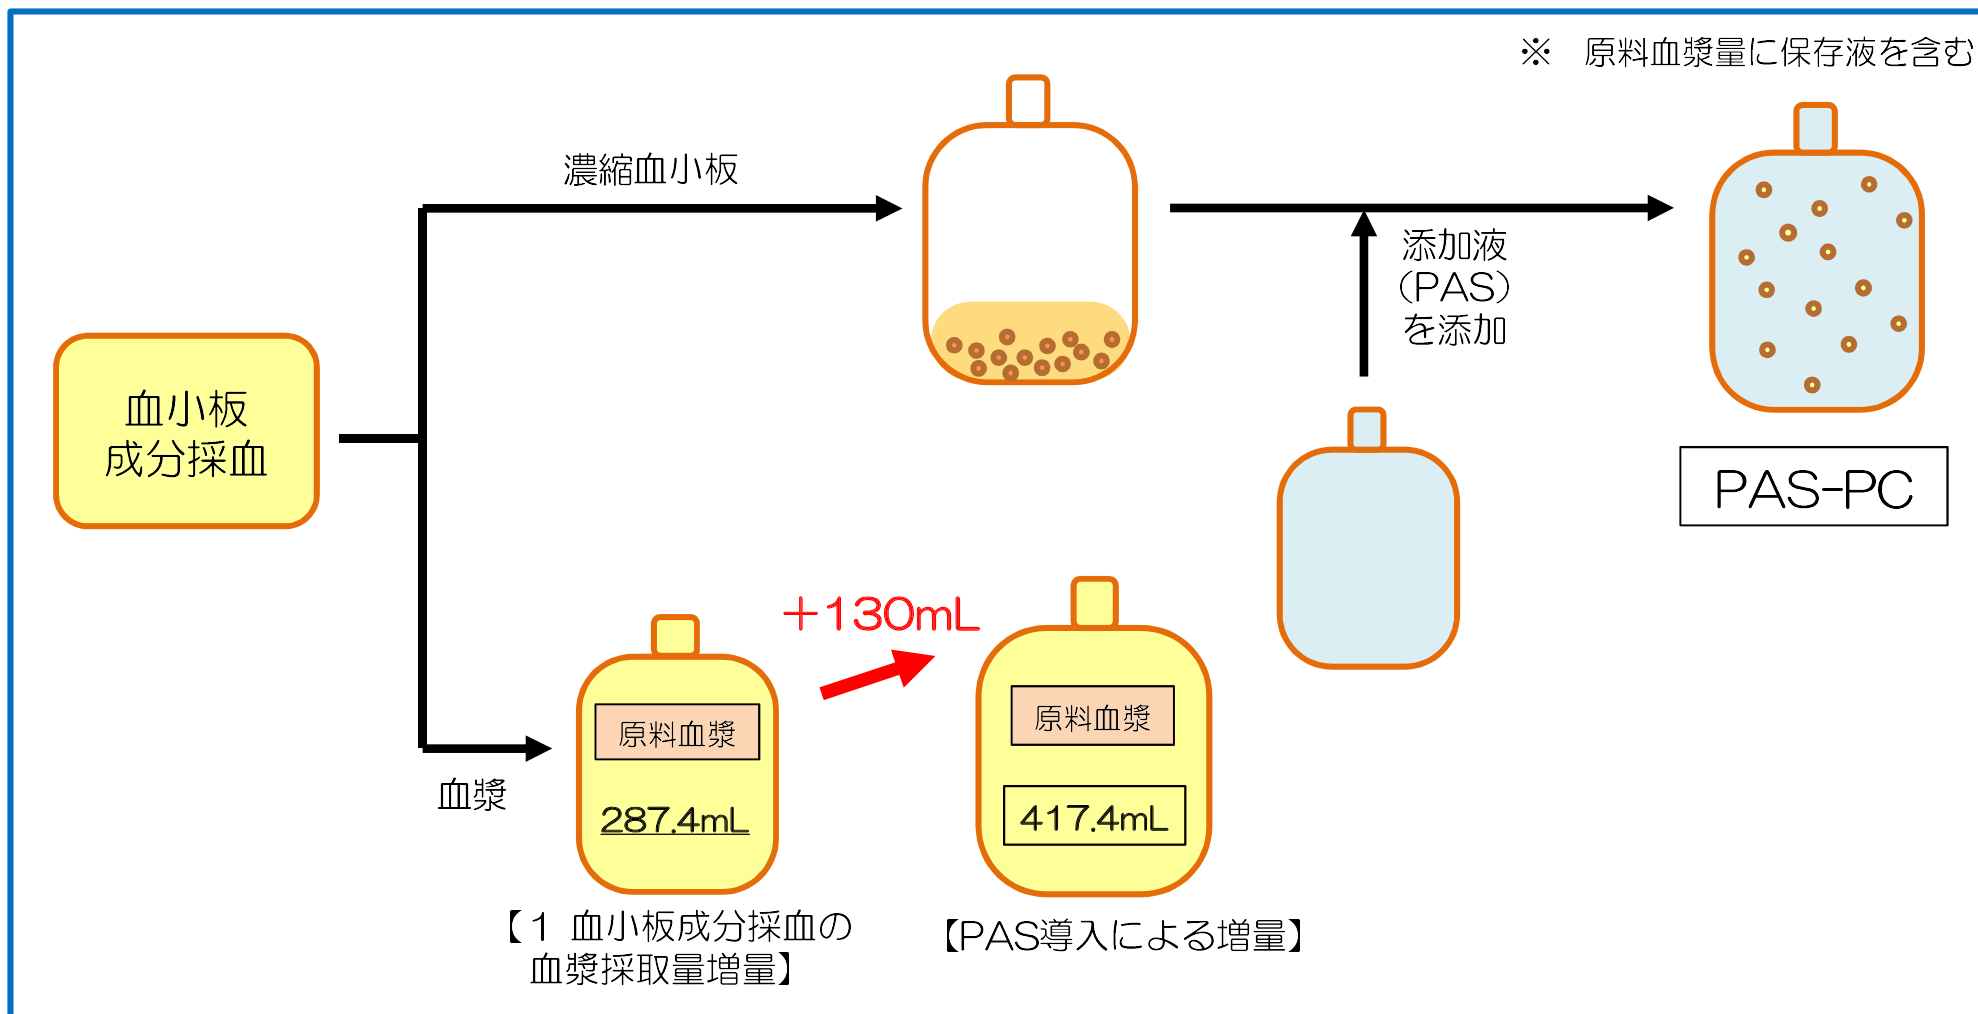 ※　原料血漿量に保存液を含む
濃縮血小板
添加液
（PAS）
を添加
血小板
成分採血
PAS-PC
＋130mL
原料血漿
287.4mL
原料血漿
417.4mL
血漿
【１ 血小板成分採血の
血漿採取量増量】
【PAS導入による増量】